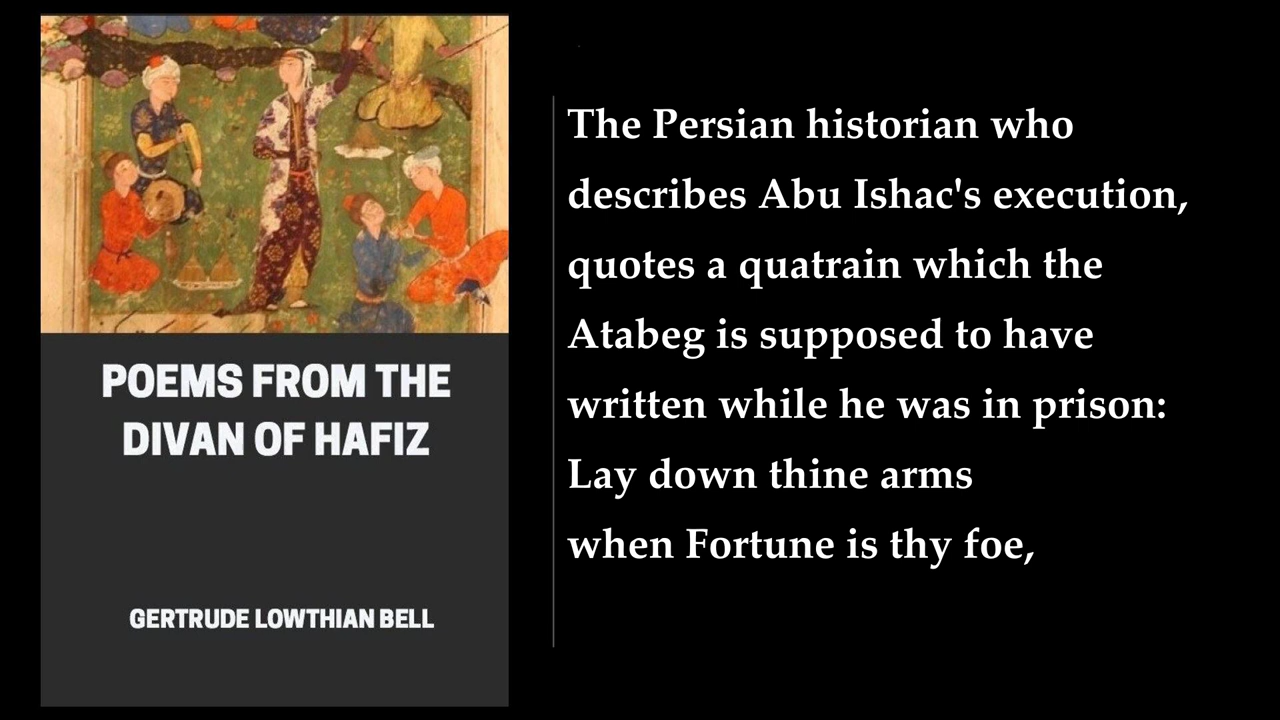 POEMS FROM THE
DIVAN OF HAFIZ
GERTRUDE LOWTHIAN BELL
The Persian historian who
describes Abu Ishac's execution,
quotes a quatrain which the
Atabeg is supposed to have
written while he was in prison:
Lay down thine arms
when Fortune is thy foe,